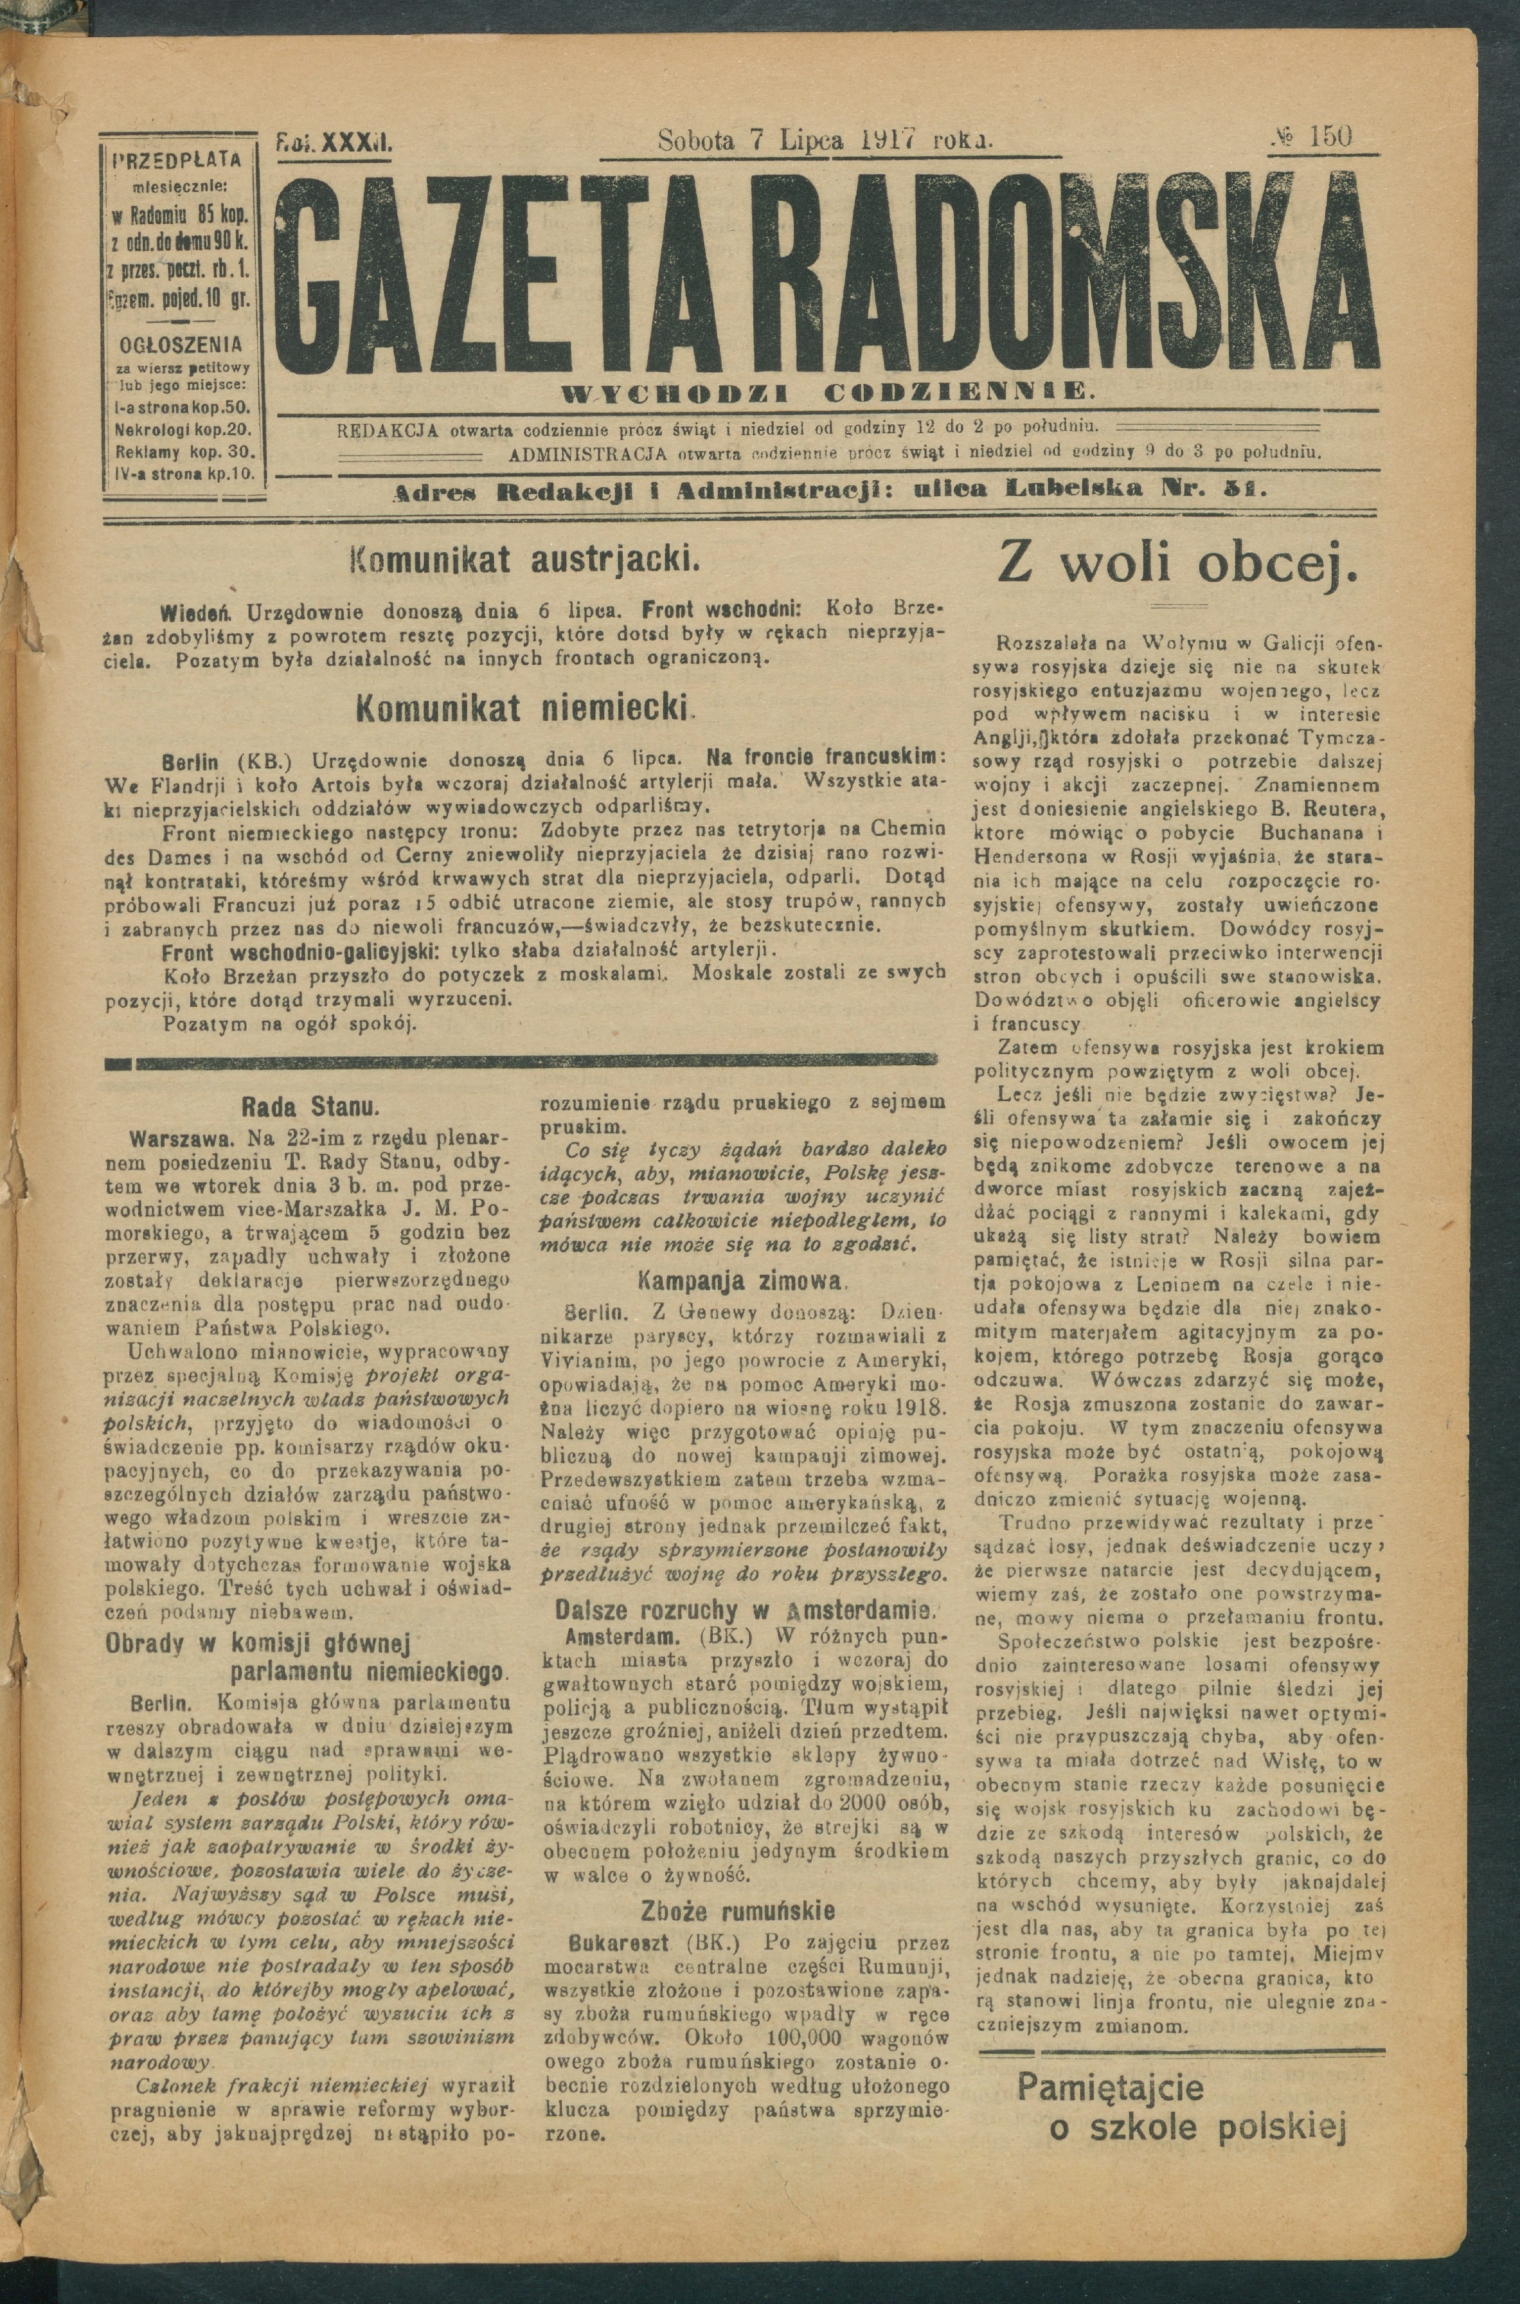 PRZEDPŁATA
miesięcznie:
w Radomiu 85 kop.
z odn. do domu 90 k.
z przes. poczt. rb. 1.
Egzem. pojed. 10 gr.
OGŁOSZENIA
za wiersz petitowy
lub jego miejsce:
I-a strona kop. 50.
Nekrologi kop. 20.
Reklamy kop. 30.
IV-a strona kp. 10.
Rok XXXII.
Sobota 7 Lipca 1917 roku.
№ 150
GAZETA RADOMSKA
WYCHODZI CODZIENNIE.
REDAKCJA otwarta codziennie prócz świąt i niedziel od godziny 12 do 2 po południu.
ADMINISTRACJA otwarta codziennie prócz świąt i niedziel od godziny 9 do 3 po południu.
Adres Redakcji i Administracji: ulica Lubelska Nr. 51.
Komunikat austrjacki.
Wiedeń. Urzędownie donoszą dnia 6 lipca. Front wschodni: Koło Brze-
żan zdobyliśmy z powrotem resztę pozycji, które dotsd były w rękach nieprzyja-
ciela. Pozatym była działalność na innych frontach ograniczoną.
Komunikat niemiecki.
Berlin (KB.) Urzędownie donoszą dnia 6 lipca. Na froncie francuskim:
We Flandrji i koło Artois była wczoraj działalność artylerji mała. Wszystkie ata-
ki nieprzyjacielskich oddziałów wywiadowczych odparliśmy.
Front niemieckiego następcy tronu: Zdobyte przez nas tetrytorja na Chemin
des Dames i na wschód od Cerny zniewoliły nieprzyjaciela że dzisiaj rano rozwi-
nął kontrataki, któreśmy wśród krwawych strat dla nieprzyjaciela, odparli. Dotąd
próbowali Francuzi już poraz 15 odbić utracone ziemie, ale stosy trupów, rannych
i zabranych przez nas do niewoli francuzów,—świadczyły, że bezskutecznie.
Front wschodnio-galicyjski: tylko słaba działalność artylerji.
Koło Brzeżan przyszło do potyczek z moskalami. Moskale zostali ze swych
pozycji, które dotąd trzymali wyrzuceni.
Pozatym na ogół spokój.
Rada Stanu.
Warszawa. Na 22-im z rzędu plenar-
nem posiedzeniu T. Rady Stanu, odby-
tem we wtorek dnia 3 b. m. pod prze-
wodnictwem vice-Marszałka J. M. Po-
morskiego, a trwającem 5 godzin bez
przerwy, zapadły uchwały i złożone
zostały deklaracje pierwszorzędnego
znaczenia dla postępu prac nad budo-
waniem Państwa Polskiego.
Uchwalono mianowicie, wypracowany
przez specjalną Komisję projekt orga-
nizacji naczelnych władz państwowych
polskich, przyjęto do wiadomości o
świadczenie pp. komisarzy rządów oku-
pacyjnych, co do przekazywania po-
szczególnych działów zarządu państwo-
wego władzom polskim i wreszcie za-
łatwiono pozytywne kwestje, które ta-
mowały dotychczas formowanie wojska
polskiego. Treść tych uchwał i oświad-
czeń podamy niebawem.
Obrady w komisji głównej
parlamentu niemieckiego.
Berlin. Komisja główna parlamentu
rzeszy obradowała w dniu dzisiejszym
w dalszym ciągu nad sprawami we-
wnętrznej i zewnętrznej polityki.
Jeden z posłów postępowych oma-
wiał system zarządu Polski, który rów-
nież jak zaopatrywanie w środki ży-
wnościowe, pozostawia wiele do życze-
nia. Najwyższy sąd w Polsce musi,
według mówcy pozostać w rękach nie-
mieckich w tym celu, aby mniejszości
narodowe nie postradały w ten sposób
instancji, do którejby mogły apelować,
oraz aby tamę położyć wyzuciu ich z
praw przez panujący tam szowinizm
narodowy.
Członek frakcji niemieckiej wyraził
pragnienie w sprawie reformy wybor-
czej, aby jaknajprędzej nastąpiło po-
rozumienie rządu pruskiego z sejmem
pruskim.
Co się tyczy żądań bardzo daleko
idących, aby, mianowicie, Polskę jesz-
cze podczas trwania wojny uczynić
państwem całkowicie niepodległem, to
mówca nie może się na to zgodzić.
Kampanja zimowa.
Berlin. Z Genewy donoszą: Dzien-
nikarze paryscy, którzy rozmawiali z
Vivianim, po jego powrocie z Ameryki,
opowiadają, że na pomoc Ameryki mo-
żna liczyć dopiero na wiosnę roku 1918.
Należy więc przygotować opinję pu-
bliczną do nowej kampanji zimowej.
Przedewszystkiem zatem trzeba wzma-
cniać ufność w pomoc amerykańską, z
drugiej strony jednak przemilczeć fakt,
że rządy sprzymierzone postanowiły
przedłużyć wojnę do roku przyszłego.
Dalsze rozruchy w Amsterdamie.
Amsterdam. (BK.) W różnych pun-
ktach miasta przyszło i wczoraj do
gwałtownych starć pomiędzy wojskiem,
policją a publicznością. Tłum wystąpił
jeszcze groźniej, aniżeli dzień przedtem.
Plądrowano wszystkie sklepy żywno-
ściowe. Na zwołanem zgromadzeniu,
na którem wzięło udział do 2000 osób,
oświadczyli robotnicy, że strejki są w
obecnem położeniu jedynym środkiem
w walce o żywność.
Zboże rumuńskie
Bukareszt (BK.) Po zajęciu przez
mocarstwa centralne części Rumunji,
wszystkie złożone i pozostawione zapa-
sy zboża rumuńskiego wpadły w ręce
zdobywców. Około 100,000 wagonów
owego zboża rumuńskiego zostanie o-
becnie rozdzielonych według ułożonego
klucza pomiędzy państwa sprzymie-
rzone.
Z woli obcej.
Rozszalała na Wołyniu w Galicji ofen-
sywa rosyjska dzieje się nie na skutek
rosyjskiego entuzjazmu wojennego, lecz
pod wpływem nacisku i w interesie
Anglji, która zdołała przekonać Tymcza-
sowy rząd rosyjski o potrzebie dalszej
wojny i akcji zaczepnej. Znamiennem
jest doniesienie angielskiego B. Reutera,
ktore mówiąc o pobycie Buchanana i
Hendersona w Rosji wyjaśnia, że stara-
nia ich mające na celu rozpoczęcie ro-
syjskiej ofensywy, zostały uwieńczone
pomyślnym skutkiem. Dowódcy rosyj-
scy zaprotestowali przeciwko interwencji
stron obcych i opuścili swe stanowiska.
Dowództwo objęli oficerowie angielscy
i francuscy
Zatem ofensywa rosyjska jest krokiem
politycznym powziętym z woli obcej.
Lecz jeśli nie będzie zwycięstwa? Je-
śli ofensywa ta załamie się i zakończy
się niepowodzeniem? Jeśli owocem jej
będą znikome zdobycze terenowe a na
dworce miast rosyjskich zaczną zajeż-
dżać pociągi z rannymi i kalekami, gdy
ukażą się listy strat? Należy bowiem
pamiętać, że istnieje w Rosji silna par-
tja pokojowa z Leninem na czele i nie-
udała ofensywa będzie dla niej znako-
mitym materjałem agitacyjnym za po-
kojem, którego potrzebę Rosja gorąco
odczuwa. Wówczas zdarzyć się może,
że Rosja zmuszona zostanie do zawar-
cia pokoju. W tym znaczeniu ofensywa
rosyjska może być ostatnią, pokojową
ofensywą. Porażka rosyjska może zasa-
dniczo zmienić sytuację wojenną.
Trudno przewidywać rezultaty i prze
sądzać losy, jednak deświadczenie uczy,
że pierwsze natarcie jest decydującem,
wiemy zaś, że zostało one powstrzyma-
ne, mowy niema o przełamaniu frontu.
Społeczeństwo polskie jest bezpośre-
dnio zainteresowane losami ofensywy
rosyjskiej i dlatego pilnie śledzi jej
przebieg. Jeśli najwięksi nawet optymi-
ści nie przypuszczają chyba, aby ofen-
sywa ta miała dotrzeć nad Wisłę, to w
obecnym stanie rzeczy każde posunięcie
się wojsk rosyjskich ku zachodowi bę-
dzie ze szkodą interesów polskich, że
szkodą naszych przyszłych granic, co do
których chcemy, aby były jaknajdalej
na wschód wysunięte. Korzystniej zaś
jest dla nas, aby ta granica była po tej
stronie frontu, a nie po tamtej. Miejmy
jednak nadzieję, że obecna granica, kto
rą stanowi linja frontu, nie ulegnie zna-
czniejszym zmianom.
Pamiętajcie
o szkole polskiej